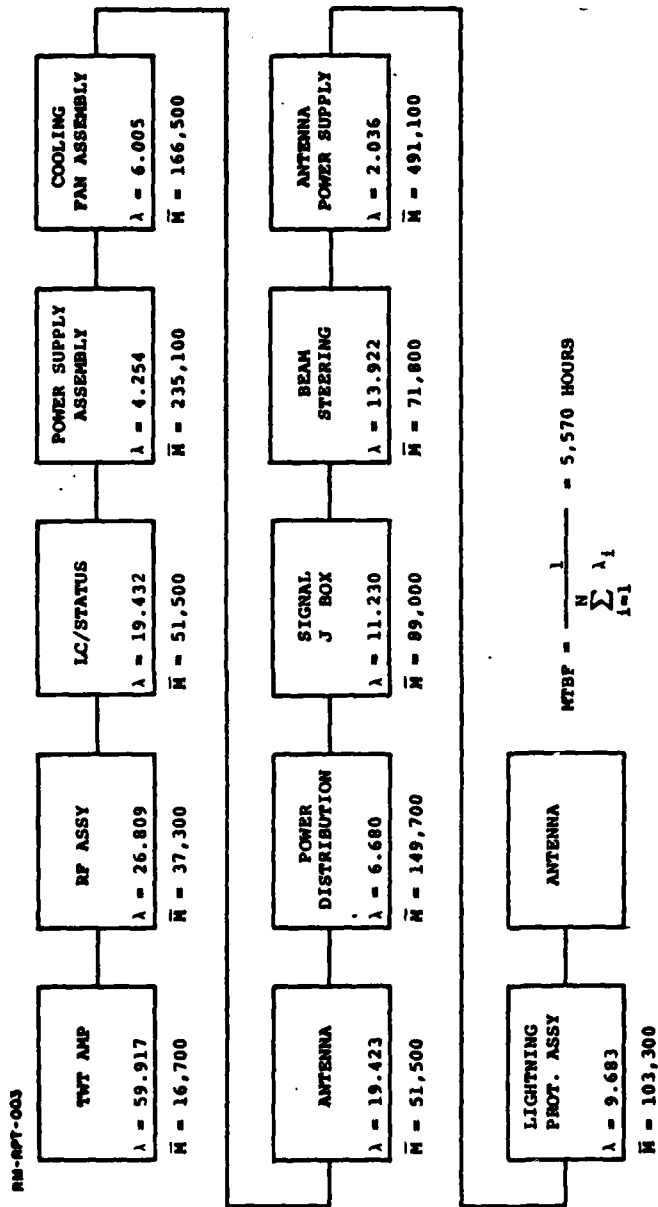 RM-RPT-003
TWT AMP
λ = 59.917
M̅ = 16,700
RF ASSY
λ = 26.809
M̅ = 37,300
LC/STATUS
λ = 19.432
M̅ = 51,500
POWER SUPPLY
ASSEMBLY
λ = 4.254
M̅ = 235,100
COOLING
FAN ASSEMBLY
λ = 6.005
M̅ = 166,500
ANTENNA
λ = 19.423
M̅ = 51,500
POWER
DISTRIBUTION
λ = 6.680
M̅ = 149,700
SIGNAL
J BOX
λ = 11.230
M̅ = 89,000
BEAM
STEERING
λ = 13.922
M̅ = 71,800
ANTENNA
POWER SUPPLY
λ = 2.036
M̅ = 491,100
LIGHTNING
PROT. ASSY
λ = 9.683
M̅ = 103,300
ANTENNA
1
MTBF = = 5,570 HOURS
N
∑ λi
i=1